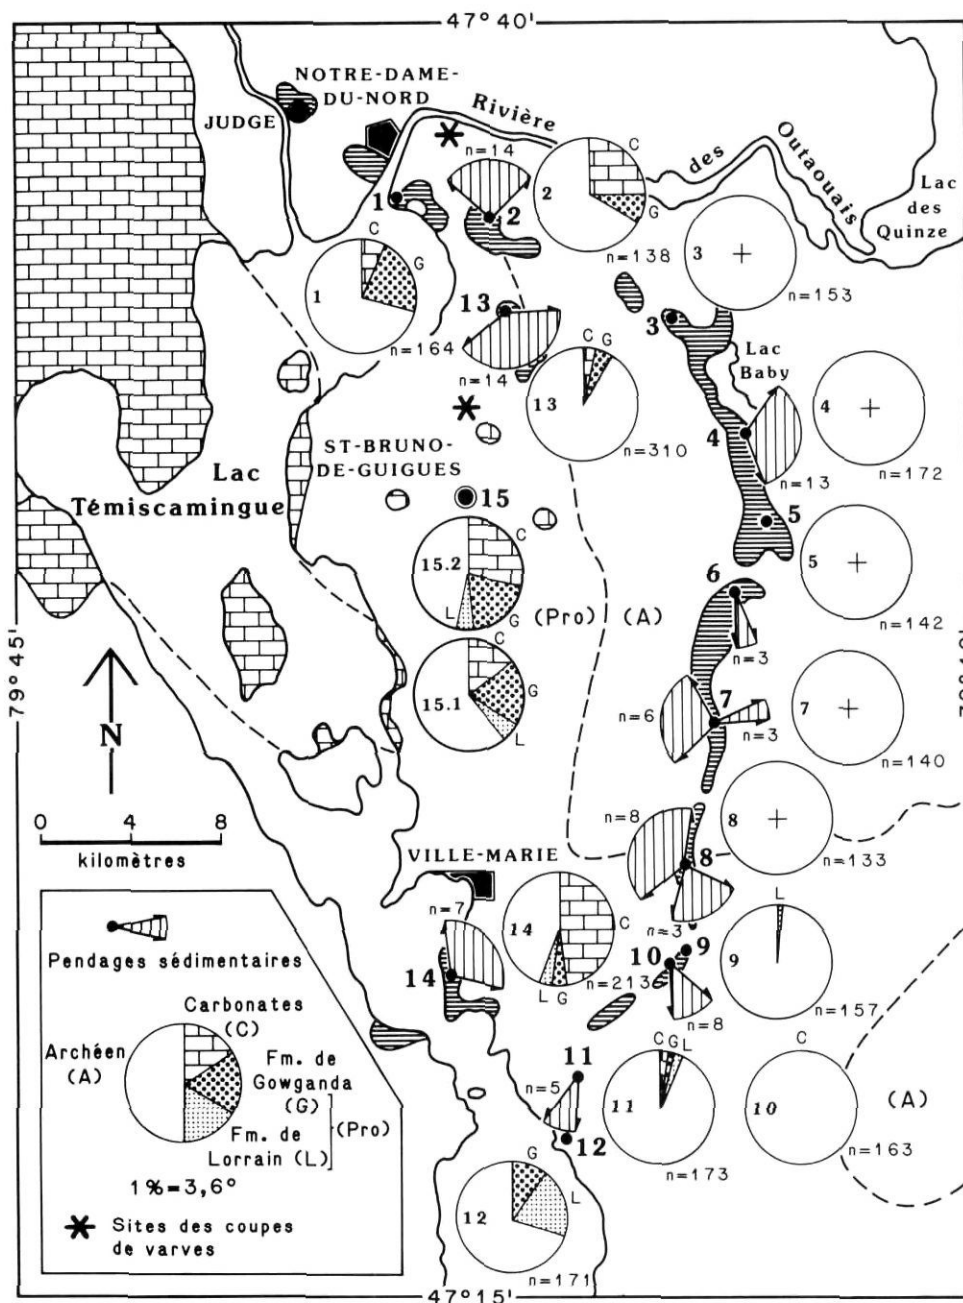 47° 40'
NOTRE-DAME-
DU-NORD
JUDGE
Rivière
des
Outaouais
Lac
des
Quinze
n=14
C
2
G
n=138
1
2
3
n=153
C
G
1
n=164
13
n=14
3
C G
13
n=310
Lac
Baby
4
n=13
4
n=172
ST-BRUNO-
DE-GUIGUES
Lac
Témiscamingue
15
5
5
n=142
C
15.2
L
G
(Pro)
(A)
6
n=3
C
15.1
G
L
79° 45'
N
n=6
7
n=3
7
n=140
0 4 8
kilomètres
n=8
8
n=3
8
n=133
VILLE-MARIE
n=7
14
14
C
L G
n=213
10
9
n=8
L
9
n=157
Pendages sédimentaires
Carbonates
(C)
Archéen
(A)
Fm. de
Gowganda
(G)
Fm. de
Lorrain (L)
(Pro)
1%=3,6°
Sites des coupes
de varves
11
n=5
12
C G L
11
n=173
C
10
n=163
(A)
G
L
12
n=171
47° 15'